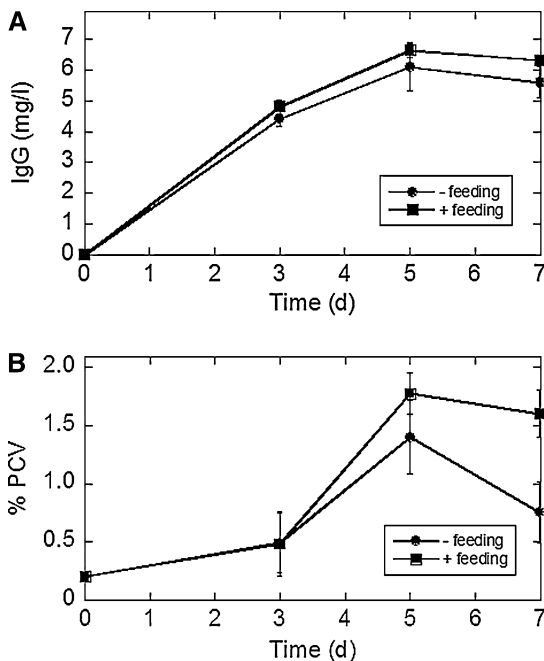 A
IgG (mg/l)
7
6
5
4
3
2
1
0
- feeding
+ feeding
0 1 2 3 4 5 6 7
Time (d)
B
% PCV
2.0
1.5
1.0
0.5
0
- feeding
+ feeding
0 1 2 3 4 5 6 7
Time (d)